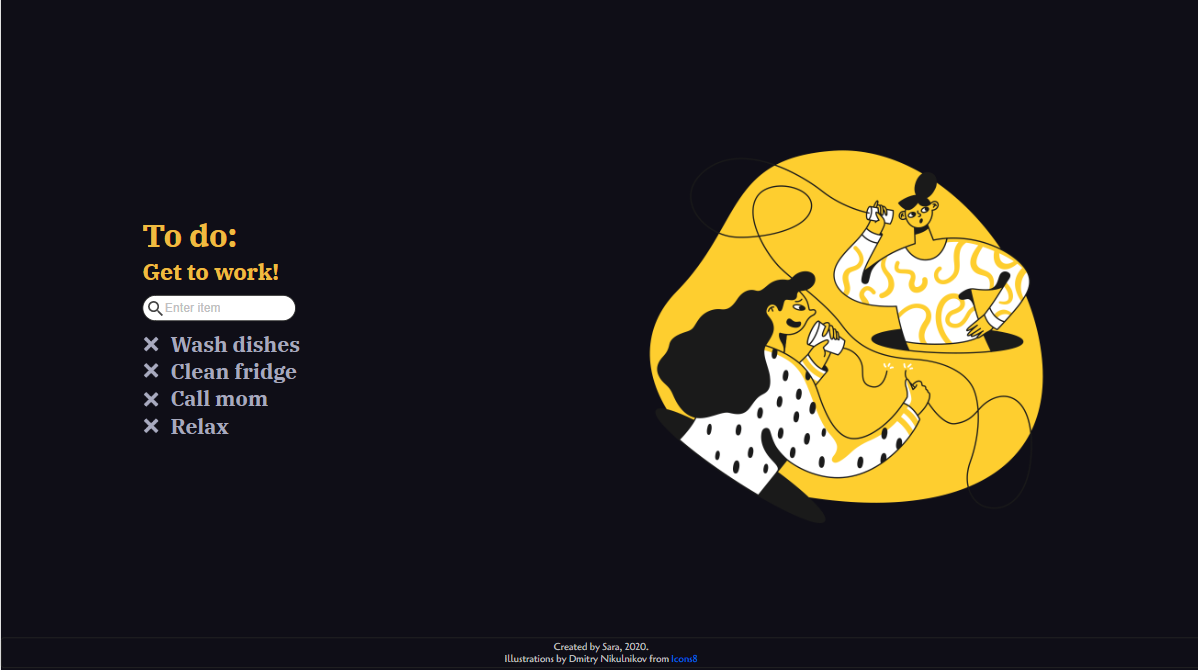 To do:
Get to work!
Enter item
Wash dishes
Clean fridge
Call mom
Relax
Created by Sara, 2020.
Illustrations by Dmitry Nikulnikov from Icons8